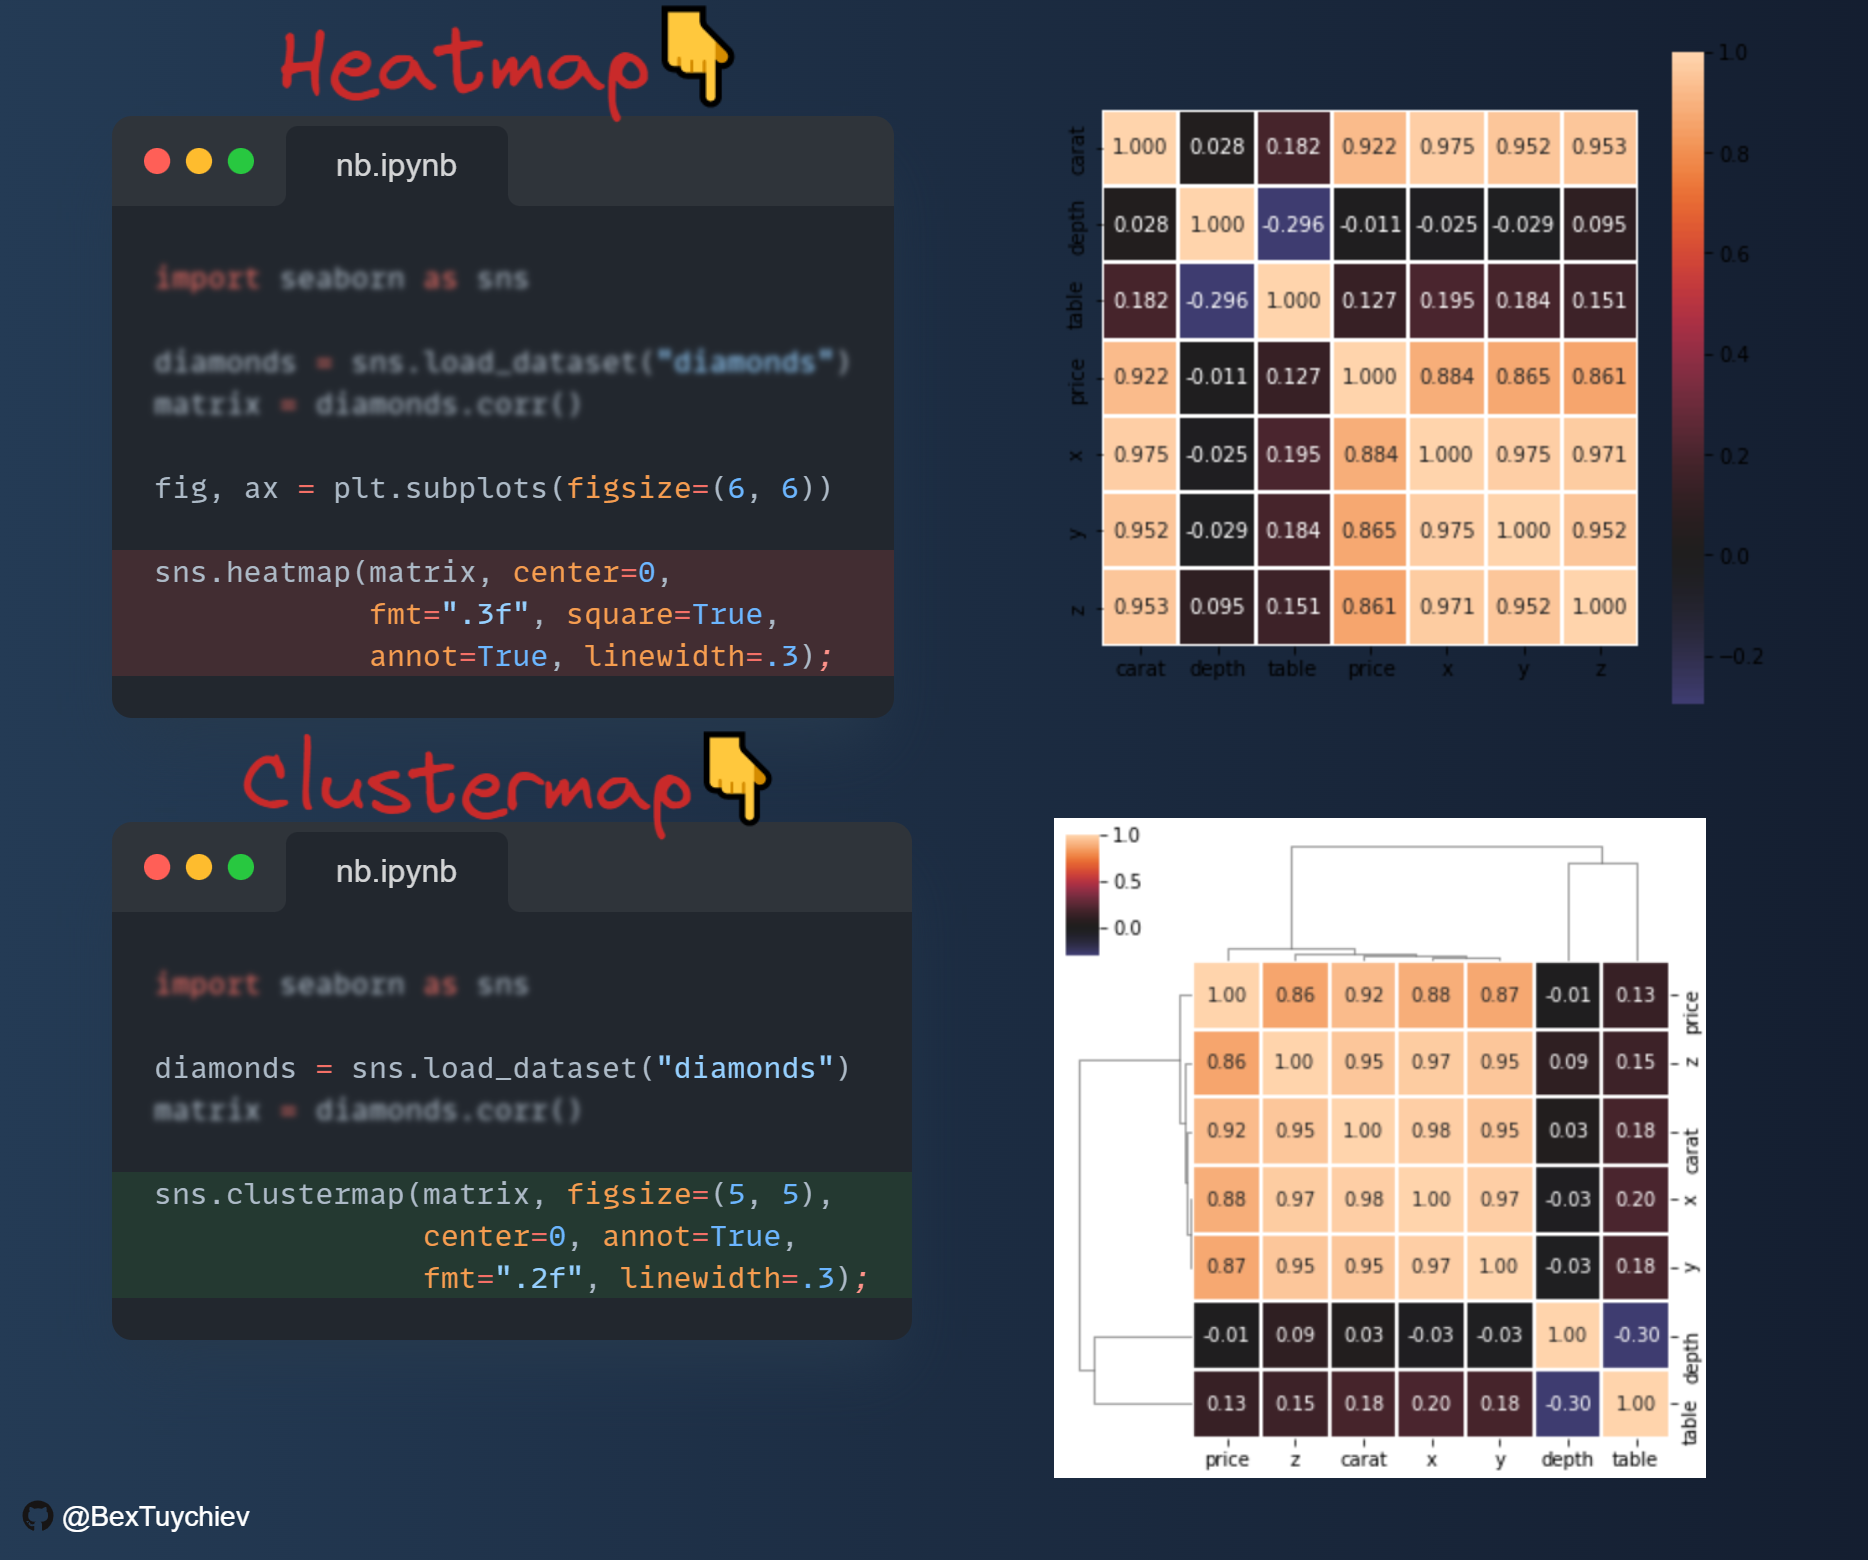 Heatmap
nb.ipynb
import seaborn as sns
diamonds = sns.load_dataset("diamonds")
matrix = diamonds.corr()
fig, ax = plt.subplots(figsize=(6, 6))
sns.heatmap(matrix, center=0,
fmt=".3f", square=True,
annot=True, linewidth=.3);
1.0
0.8
0.6
0.4
0.2
0.0
−0.2
carat 1.000 0.028 0.182 0.922 0.975 0.952 0.953
depth 0.028 1.000 -0.296 -0.011 -0.025 -0.029 0.095
table 0.182 -0.296 1.000 0.127 0.195 0.184 0.151
price 0.922 -0.011 0.127 1.000 0.884 0.865 0.861
x 0.975 -0.025 0.195 0.884 1.000 0.975 0.971
y 0.952 -0.029 0.184 0.865 0.975 1.000 0.952
z 0.953 0.095 0.151 0.861 0.971 0.952 1.000
carat depth table price x y z
Clustermap
nb.ipynb
import seaborn as sns
diamonds = sns.load_dataset("diamonds")
matrix = diamonds.corr()
sns.clustermap(matrix, figsize=(5, 5),
center=0, annot=True,
fmt=".2f", linewidth=.3);
1.0
0.5
0.0
1.00 0.86 0.92 0.88 0.87 -0.01 0.13 price
0.86 1.00 0.95 0.97 0.95 0.09 0.15 z
0.92 0.95 1.00 0.98 0.95 0.03 0.18 carat
0.88 0.97 0.98 1.00 0.97 -0.03 0.20 x
0.87 0.95 0.95 0.97 1.00 -0.03 0.18 y
-0.01 0.09 0.03 -0.03 -0.03 1.00 -0.30 depth
0.13 0.15 0.18 0.20 0.18 -0.30 1.00 table
price z carat x y depth table
@BexTuychiev